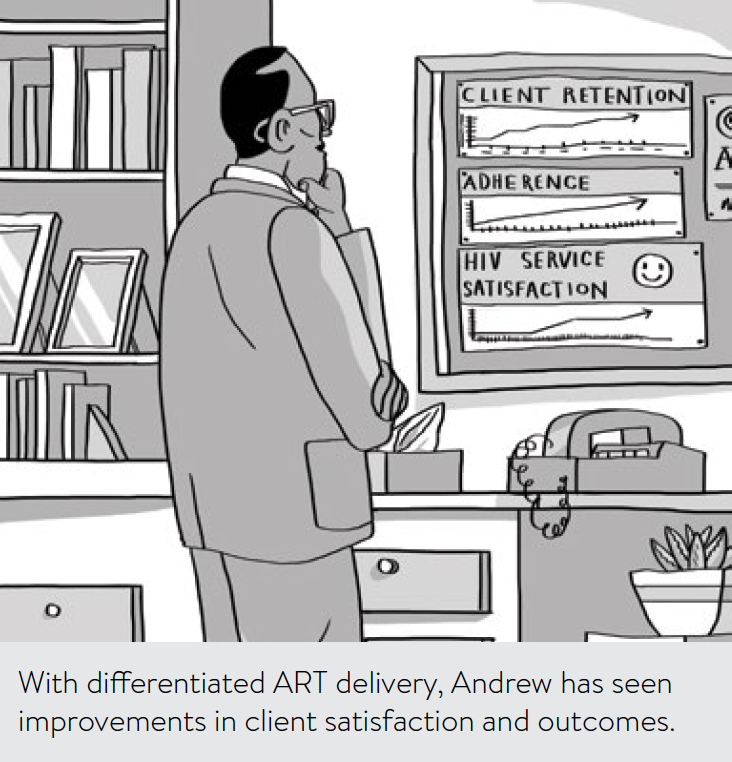 CLIENT RETENTION
ADHERENCE
HIV SERVICE
SATISFACTION
With differentiated ART delivery, Andrew has seen
improvements in client satisfaction and outcomes.